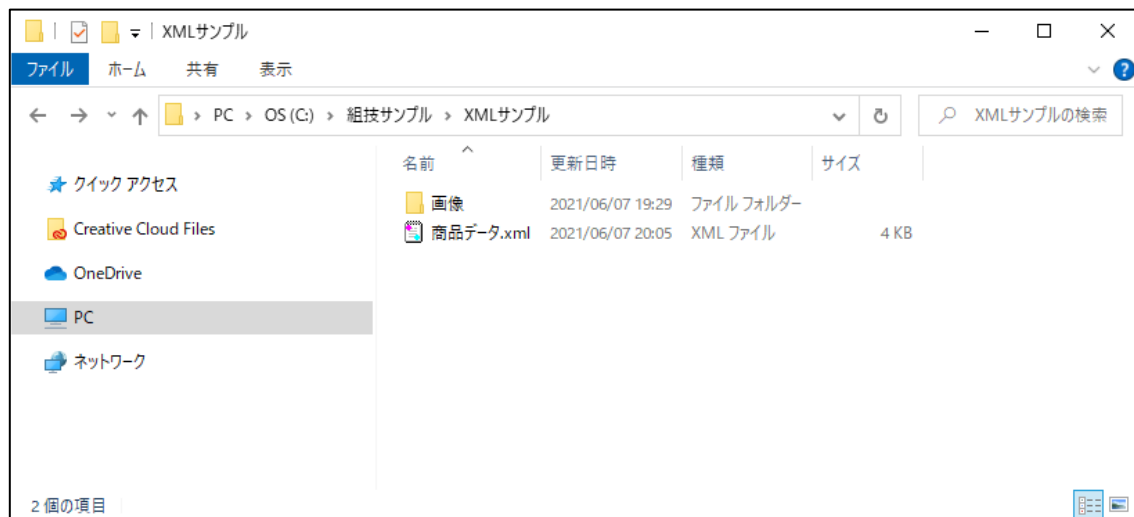 XMLサンプル
ファイル ホーム 共有 表示
PC > OS (C:) > 組技サンプル > XMLサンプル
XMLサンプルの検索
名前 更新日時 種類 サイズ
クイック アクセス
Creative Cloud Files
OneDrive
PC
ネットワーク
画像 2021/06/07 19:29 ファイル フォルダー
商品データ.xml 2021/06/07 20:05 XML ファイル 4 KB
2 個の項目